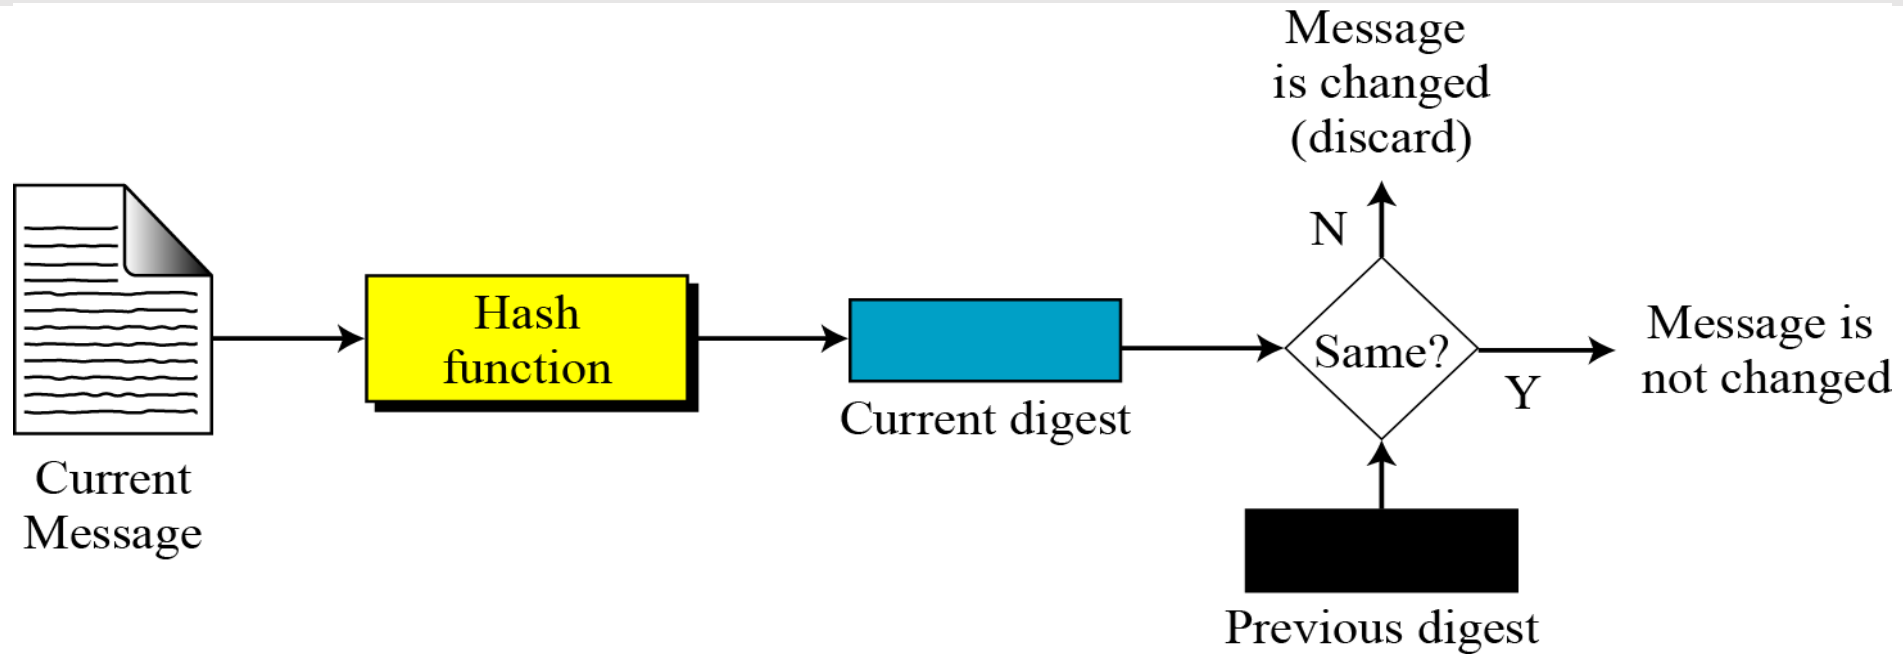 Message
is changed
(discard)
N
Hash
function
Same?
Message is
not changed
Y
Current digest
Current
Message
Previous digest